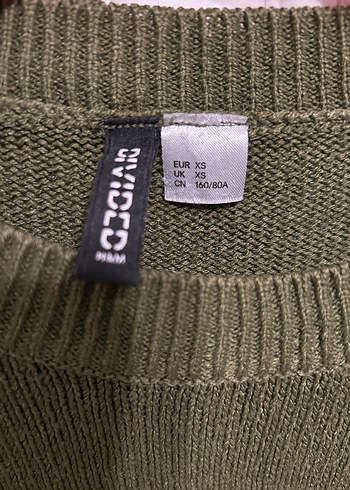 DIVIDED
H&M
EUR XS
UK XS
CN 160/80A